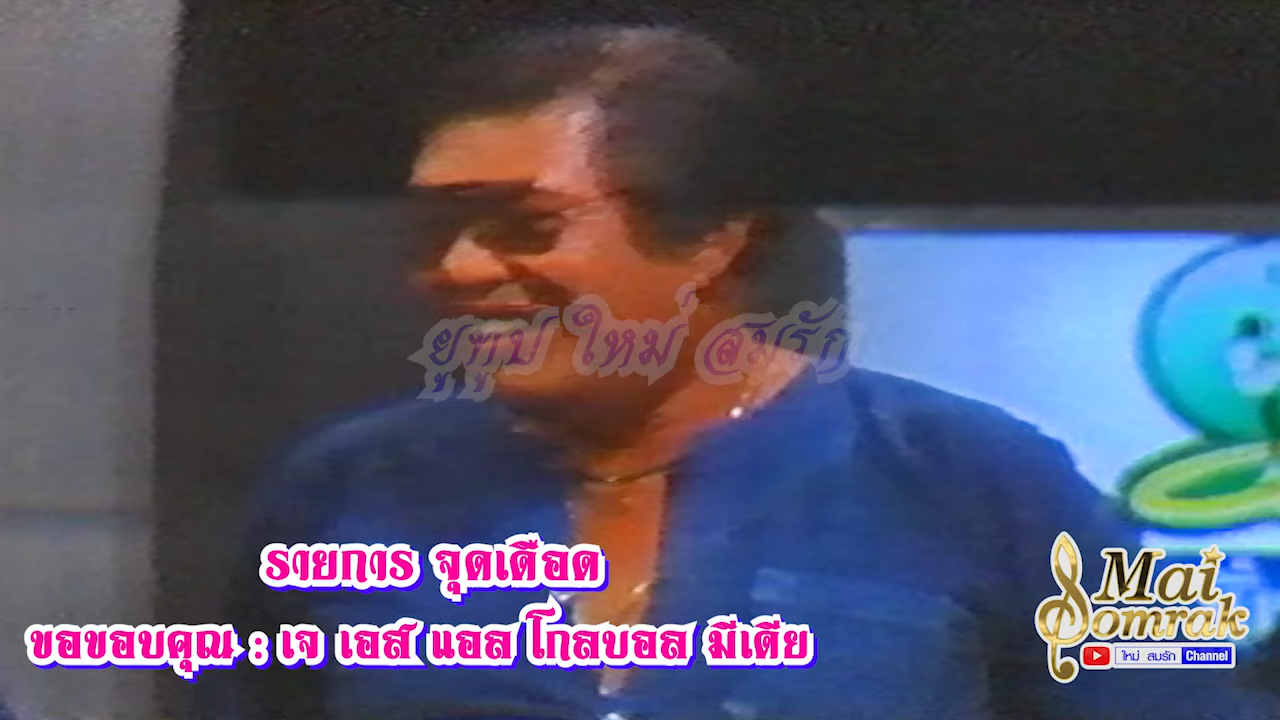 ยูทูป ใหม่ สมรัก
รายการ จุดเดือด
ขอขอบคุณ : เจ เอส แอล โกลบอล มีเดีย
Mai
Somrak
ใหม่ สมรัก Channel